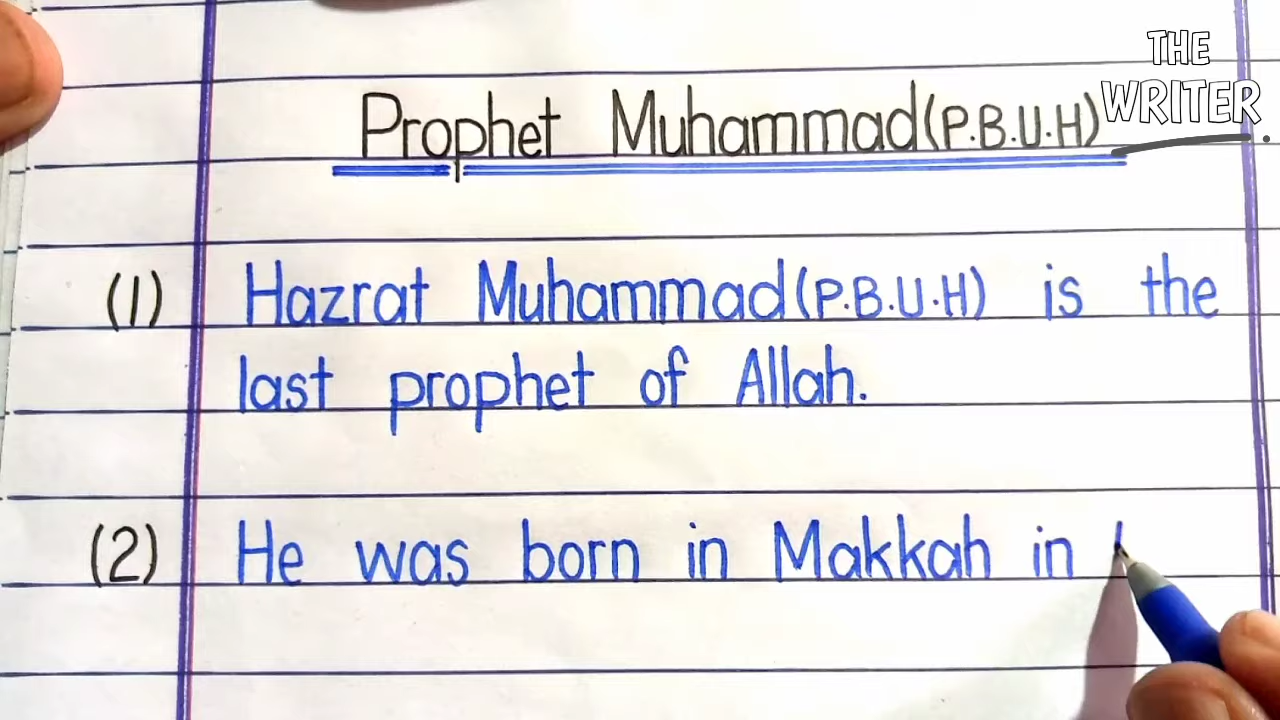 THE
WRITER.
Prophet Muhammad(P.B.U.H)
(1) Hazrat Muhammad(P.B.U.H) is the
last prophet of Allah.
(2) He was born in Makkah in